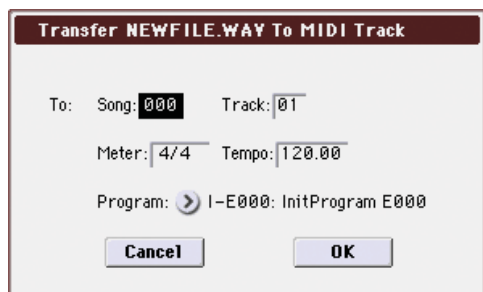 Transfer NEWFILE.WAV To MIDI Track
To: Song: 000 Track: 01
Meter: 4/4 Tempo: 120.00
Program: I-E000: InitProgram E000
Cancel OK